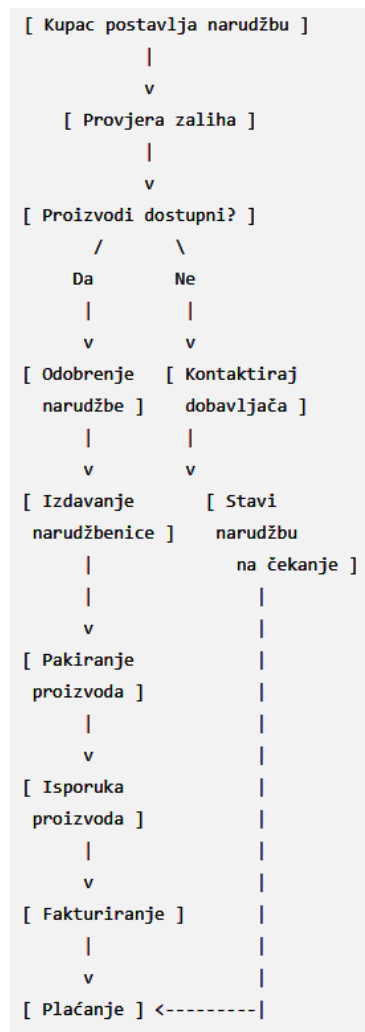 [ Kupac postavlja narudžbu ]
|
v
[ Provjera zaliha ]
|
v
[ Proizvodi dostupni? ]
/ \
Da Ne
| |
v v
[ Odobrenje [ Kontaktiraj
narudžbe ] dobavljača ]
| |
v v
[ Izdavanje [ Stavi
narudžbenice ] narudžbu
| na čekanje ]
| |
v |
[ Pakiranje |
proizvoda ] |
| |
v |
[ Isporuka |
proizvoda ] |
| |
v |
[ Fakturiranje ] |
| |
v |
[ Plaćanje ] <---------|